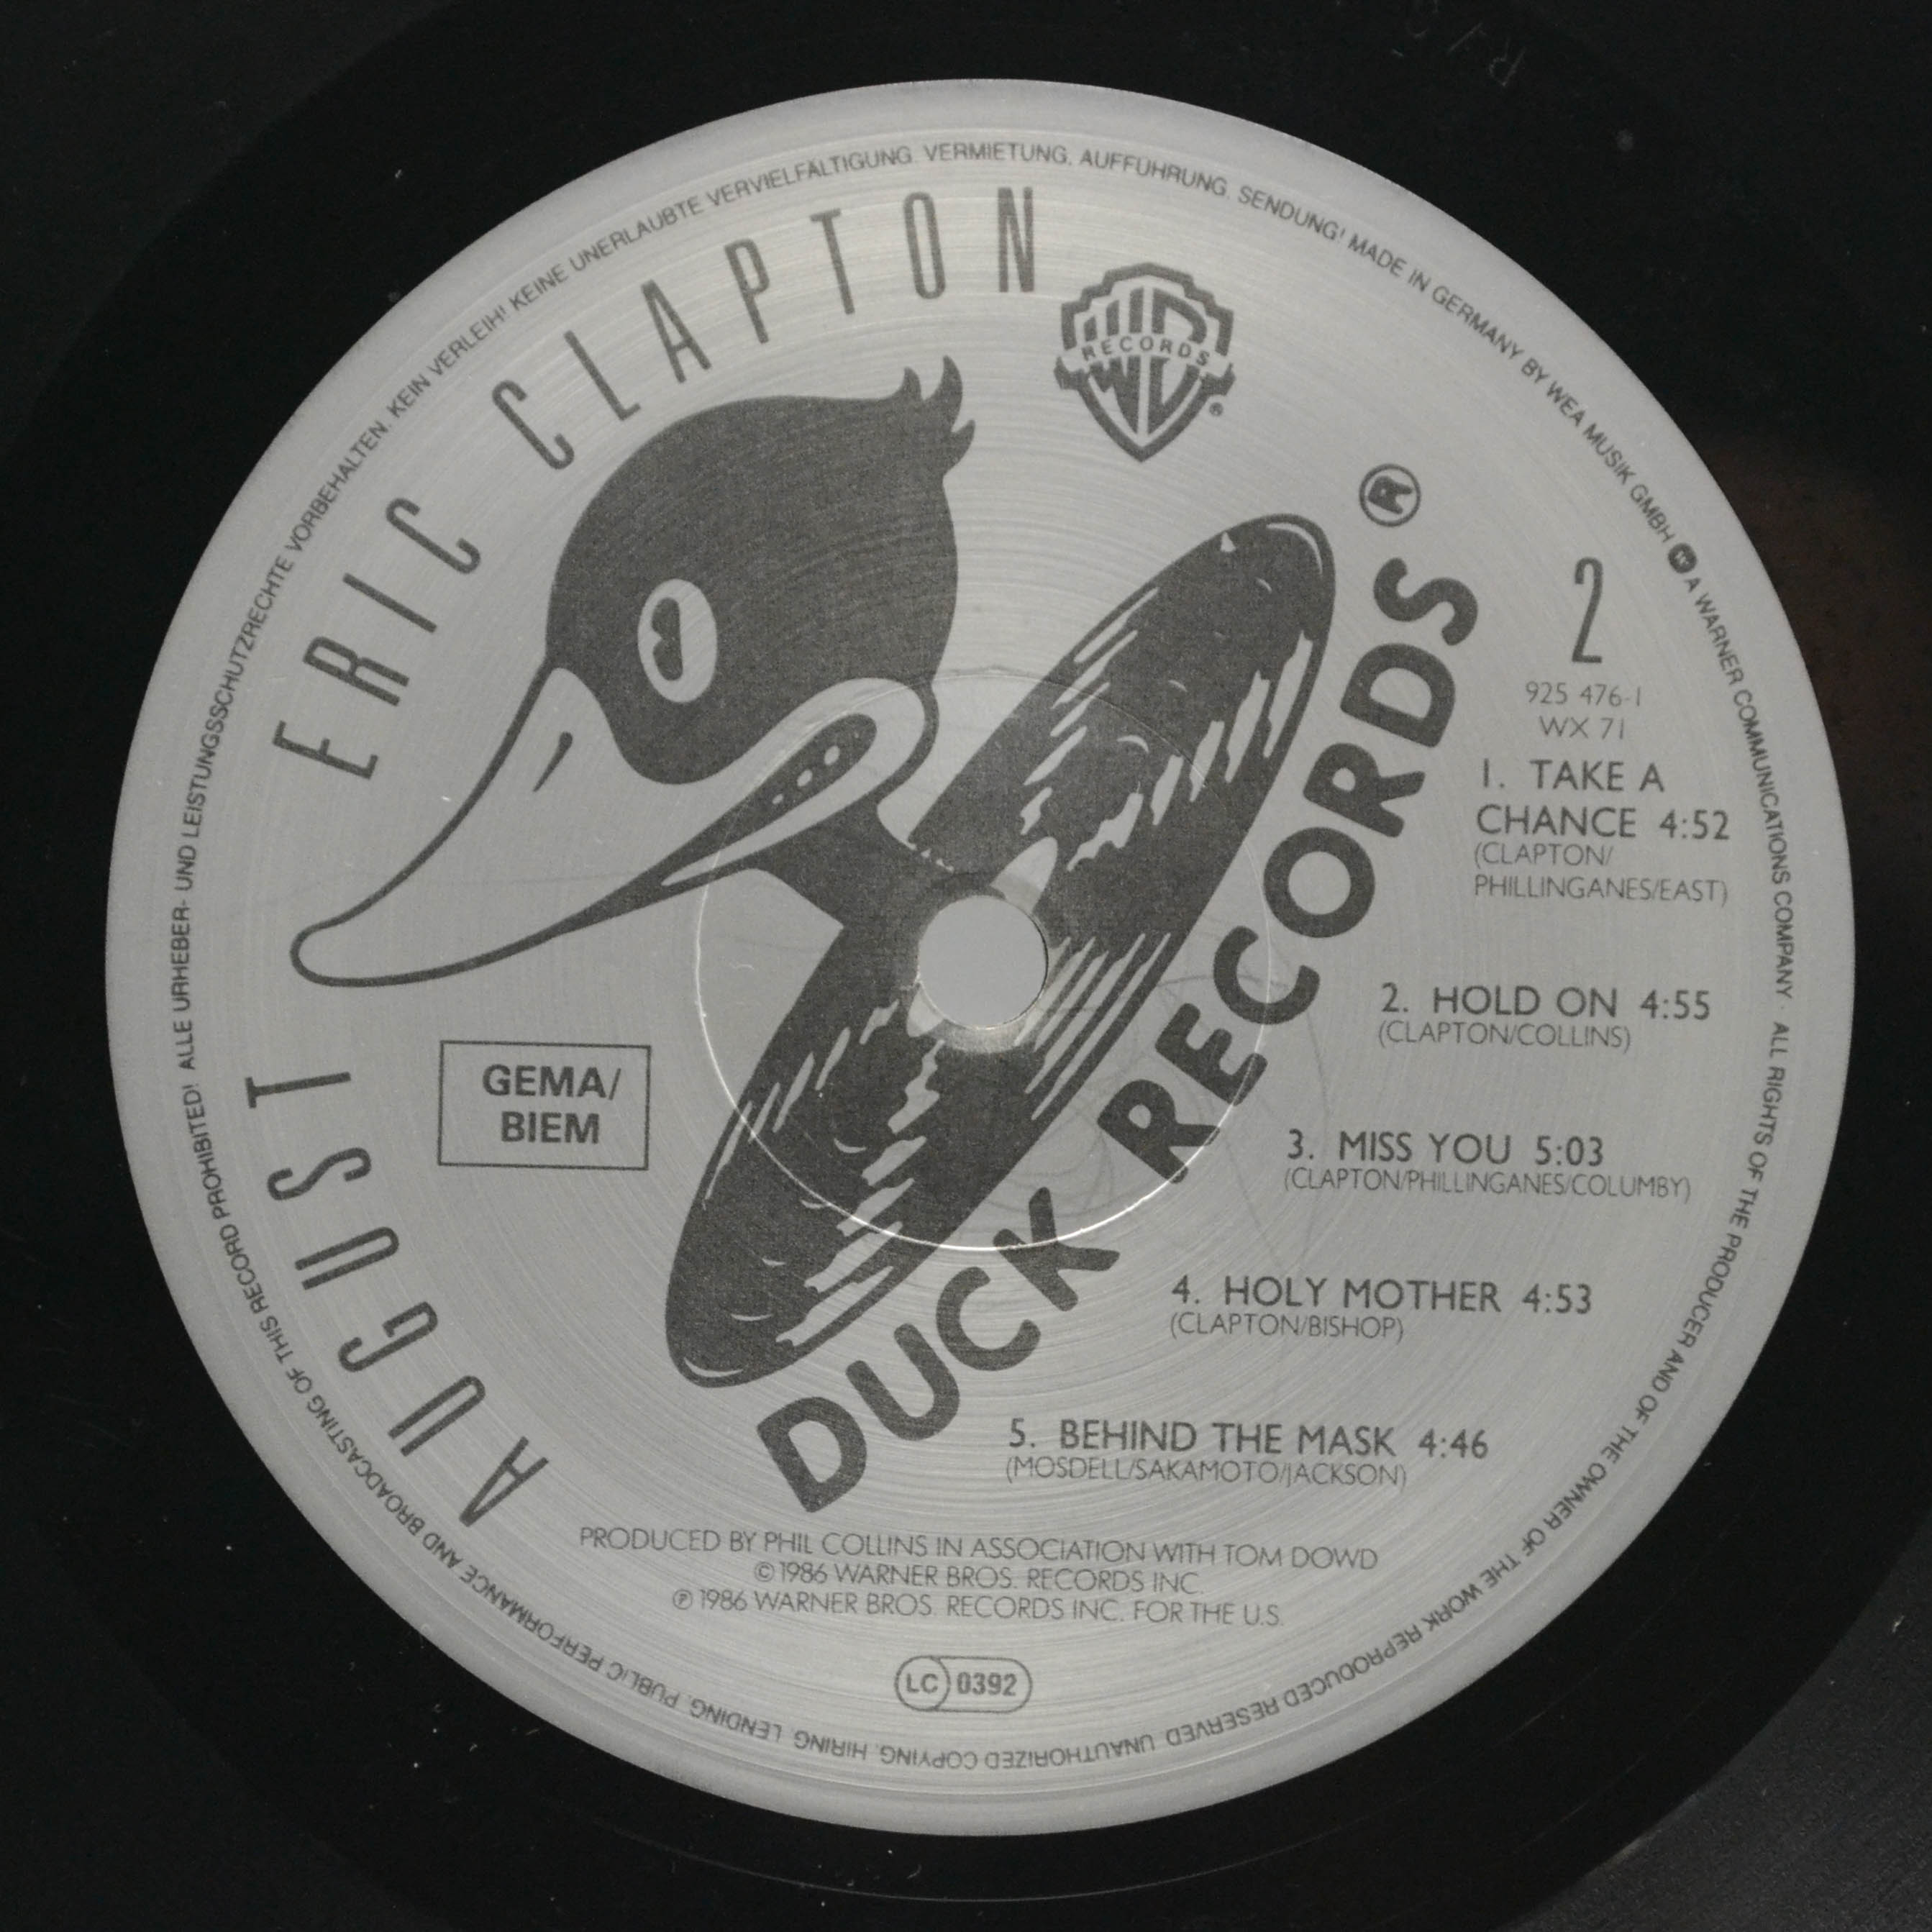 ERIC CLAPTON
AUGUST
ALLE URHEBER- UND LEISTUNGSSCHUTZRECHTE VORBEHALTEN. KEIN VERLEIH! KEINE UNERLAUBTE VERVIELFÄLTIGUNG. VERMIETUNG. AUFFÜHRUNG. SENDUNG! MADE IN GERMANY BY WEA MUSIK GMBH W A WARNER COMMUNICATIONS COMPANY · ALL RIGHTS OF THE PRODUCER AND OF THE OWNER OF THE WORK REPRODUCED RESERVED. UNAUTHORIZED COPYING, HIRING, LENDING, PUBLIC PERFORMANCE AND BROADCASTING OF THIS RECORD PROHIBITED!
RECORDS
®
DUCK RECORDS®
2
925 476-1
WX 71
1. TAKE A
CHANCE 4:52
(CLAPTON/
PHILLINGANES/EAST)
2. HOLD ON 4:55
(CLAPTON/COLLINS)
GEMA/
BIEM
3. MISS YOU 5:03
(CLAPTON/PHILLINGANES/COLUMBY)
4. HOLY MOTHER 4:53
(CLAPTON/BISHOP)
5. BEHIND THE MASK 4:46
(MOSDELL/SAKAMOTO/JACKSON)
PRODUCED BY PHIL COLLINS IN ASSOCIATION WITH TOM DOWD
©1986 WARNER BROS. RECORDS INC.
℗1986 WARNER BROS. RECORDS INC. FOR THE U.S.
LC 0392